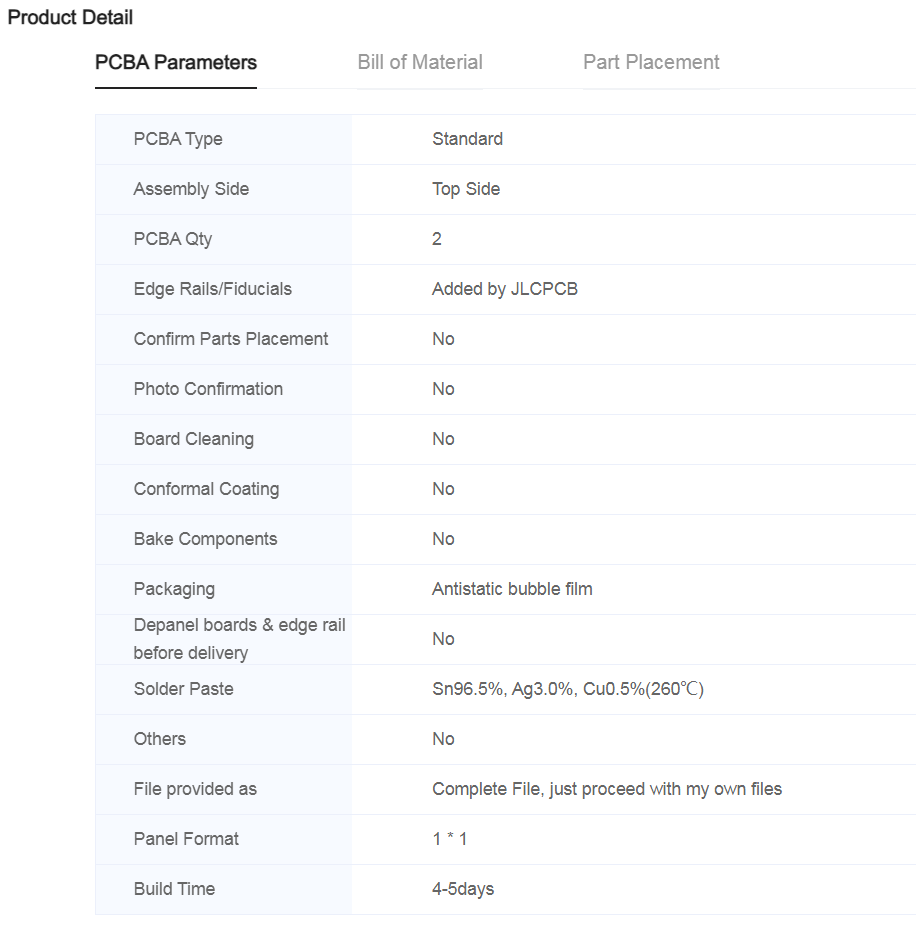 Product Detail
PCBA Parameters Bill of Material Part Placement
PCBA Type Standard
Assembly Side Top Side
PCBA Qty 2
Edge Rails/Fiducials Added by JLCPCB
Confirm Parts Placement No
Photo Confirmation No
Board Cleaning No
Conformal Coating No
Bake Components No
Packaging Antistatic bubble film
Depanel boards & edge rail
before delivery No
Solder Paste Sn96.5%, Ag3.0%, Cu0.5%(260℃)
Others No
File provided as Complete File, just proceed with my own files
Panel Format 1 * 1
Build Time 4-5days